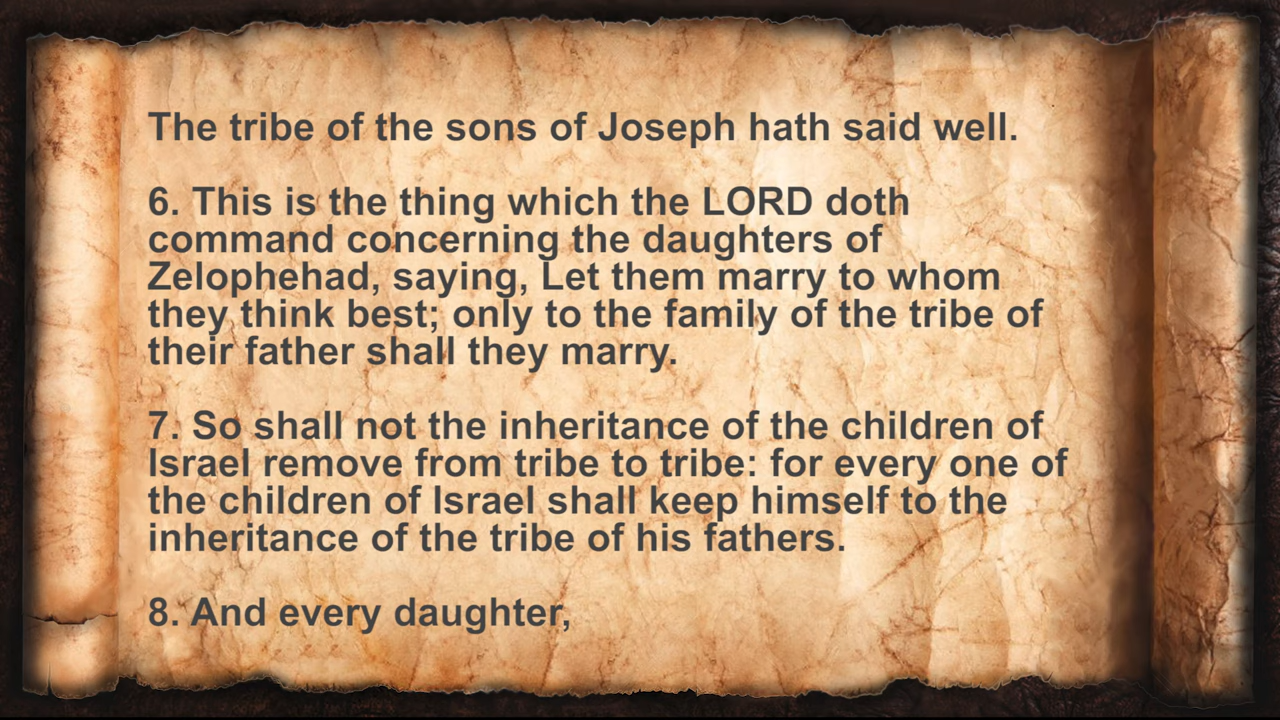 The tribe of the sons of Joseph hath said well.
6. This is the thing which the LORD doth
command concerning the daughters of
Zelophehad, saying, Let them marry to whom
they think best; only to the family of the tribe of
their father shall they marry.
7. So shall not the inheritance of the children of
Israel remove from tribe to tribe: for every one of
the children of Israel shall keep himself to the
inheritance of the tribe of his fathers.
8. And every daughter,